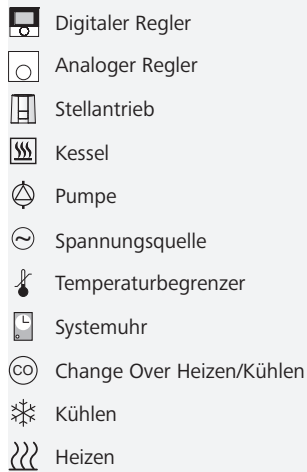 Digitaler Regler
Analoger Regler
Stellantrieb
Kessel
Pumpe
Spannungsquelle
Temperaturbegrenzer
Systemuhr
CO Change Over Heizen/Kühlen
Kühlen
Heizen